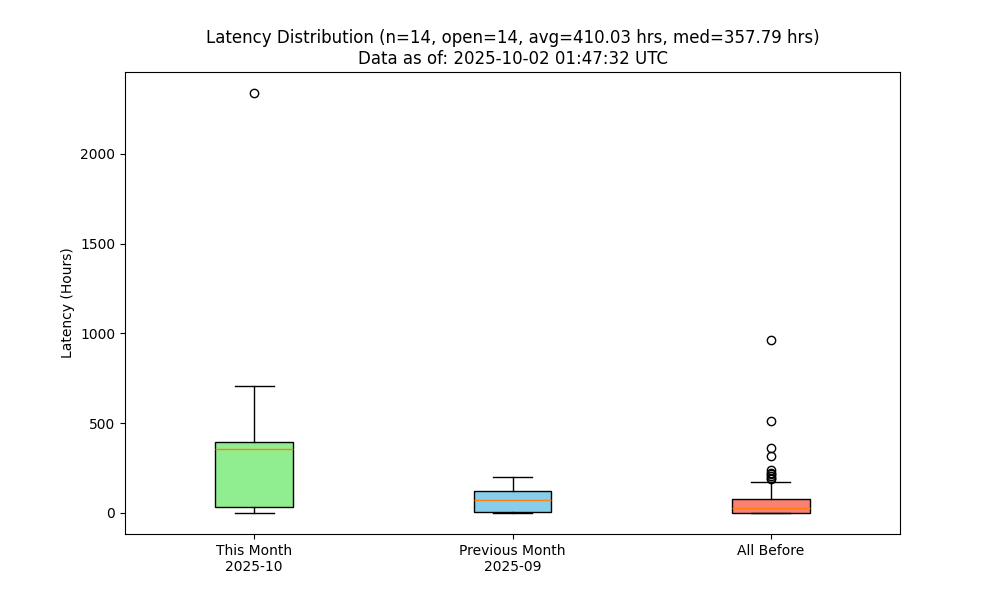 Latency Distribution (n=14, open=14, avg=410.03 hrs, med=357.79 hrs)
Data as of: 2025-10-02 01:47:32 UTC
Latency (Hours)
2000
1500
1000
500
0
This Month
2025-10
Previous Month
2025-09
All Before